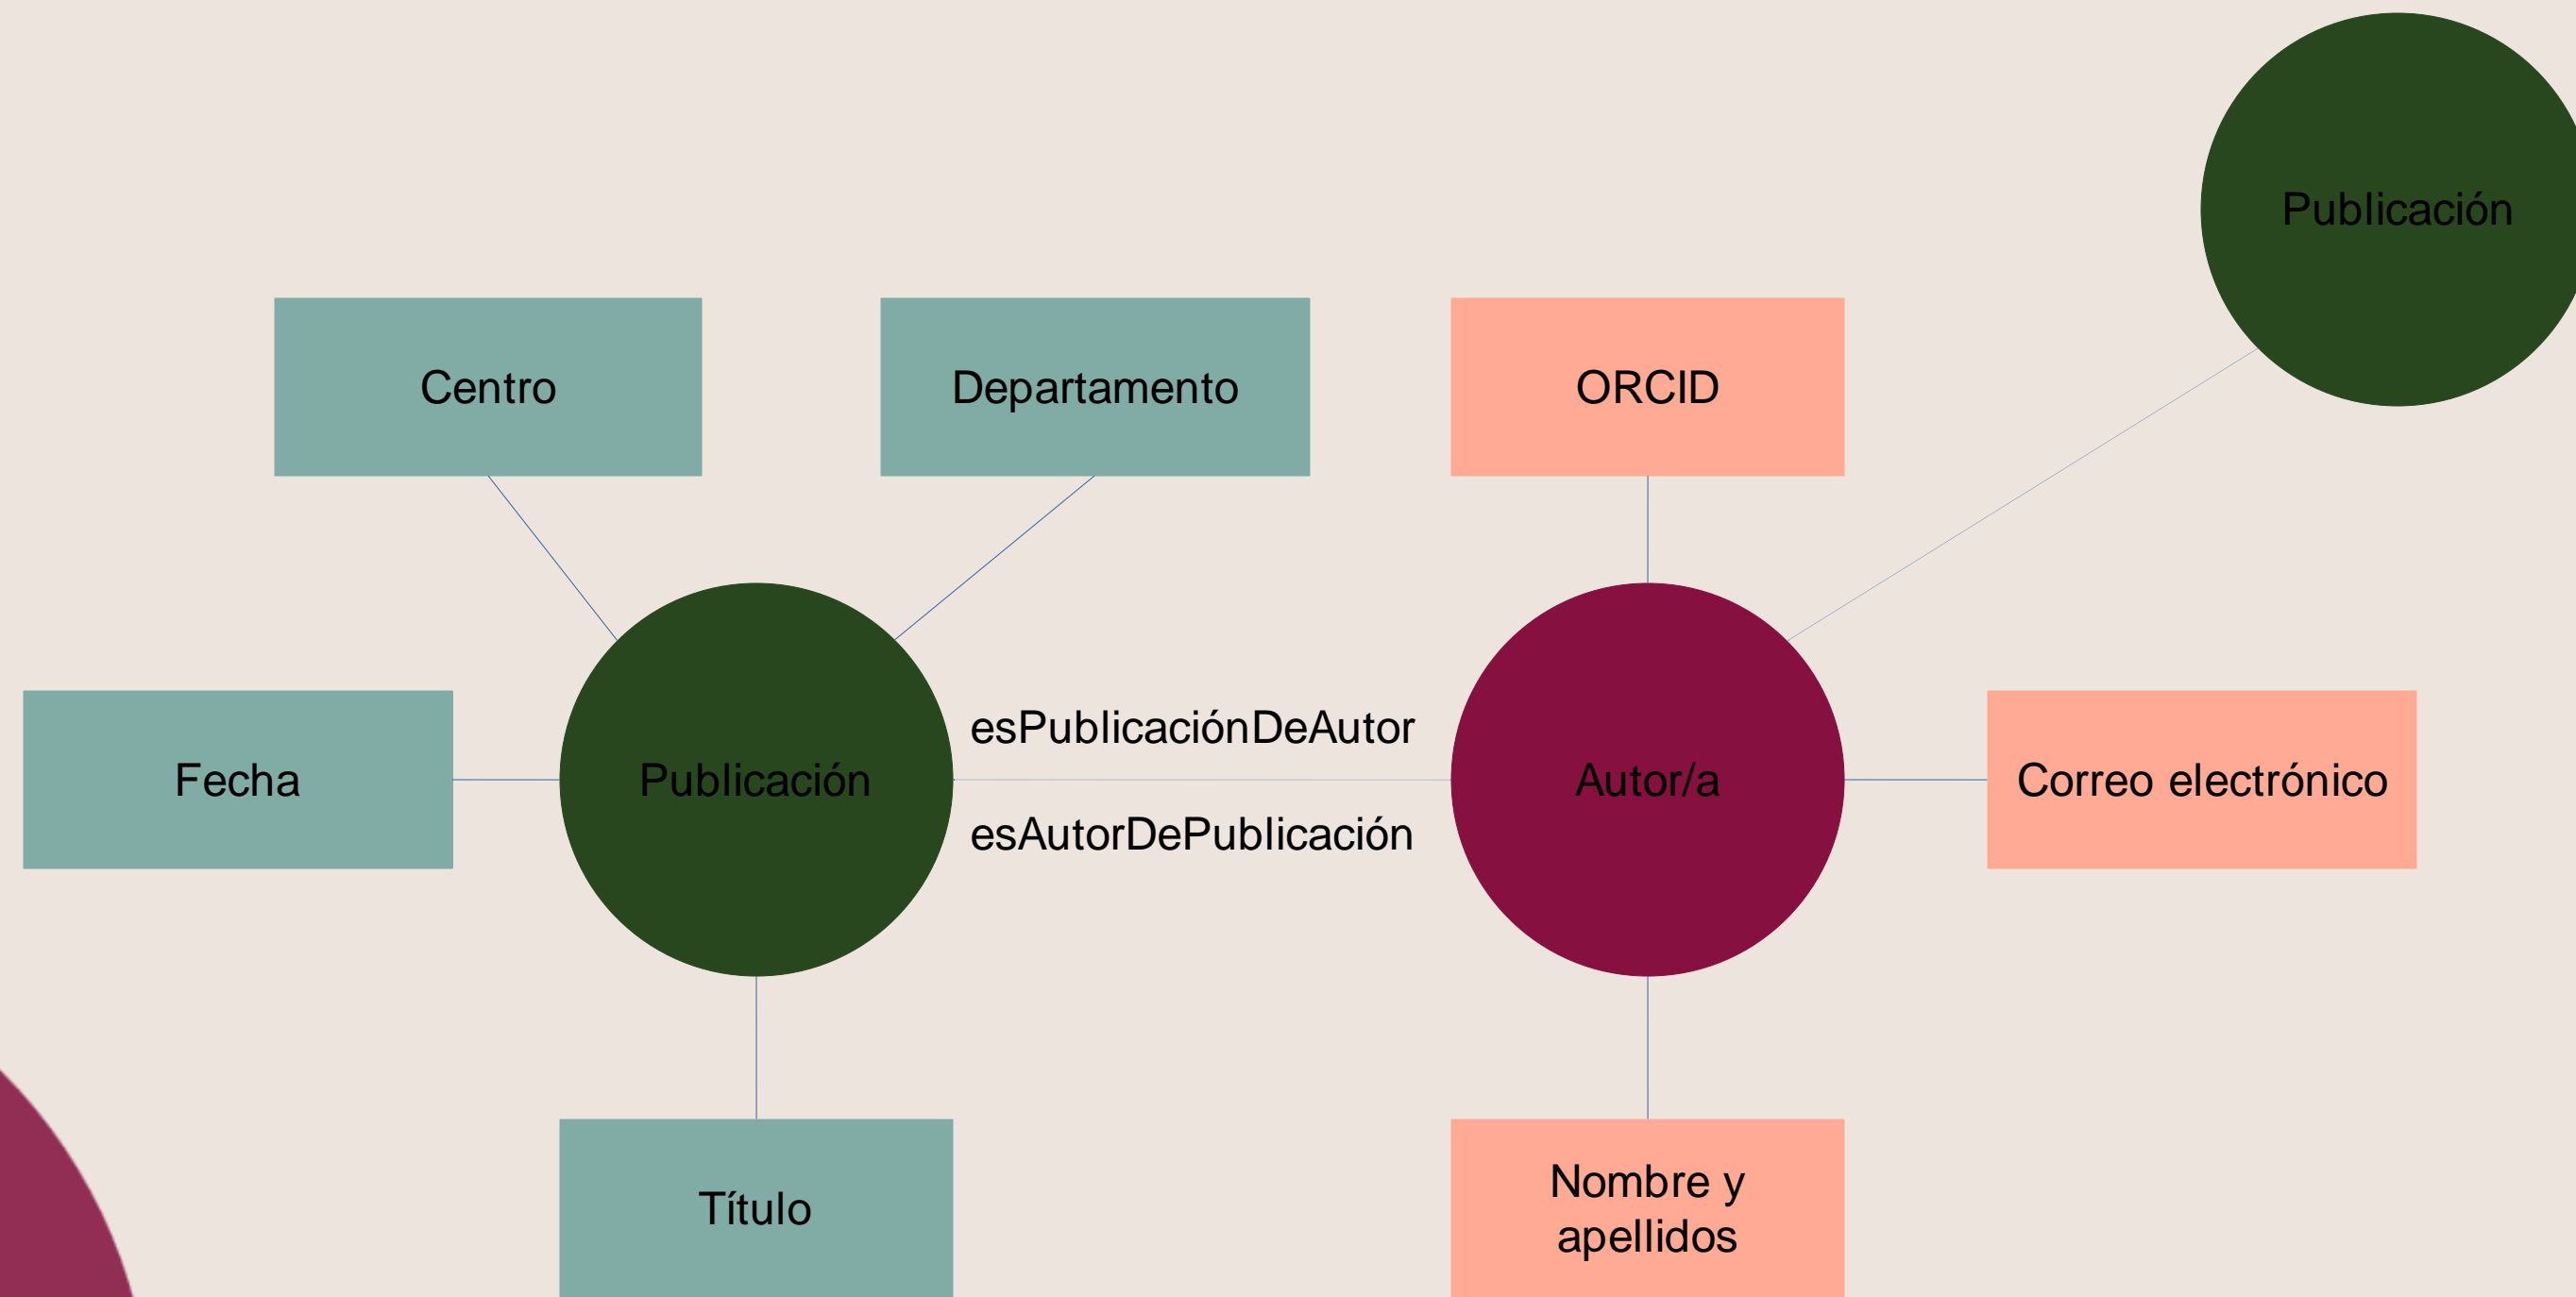 Publicación
Centro
Departamento
ORCID
esPublicaciónDeAutor
Fecha
Publicación
Autor/a
Correo electrónico
esAutorDePublicación
Título
Nombre y
apellidos